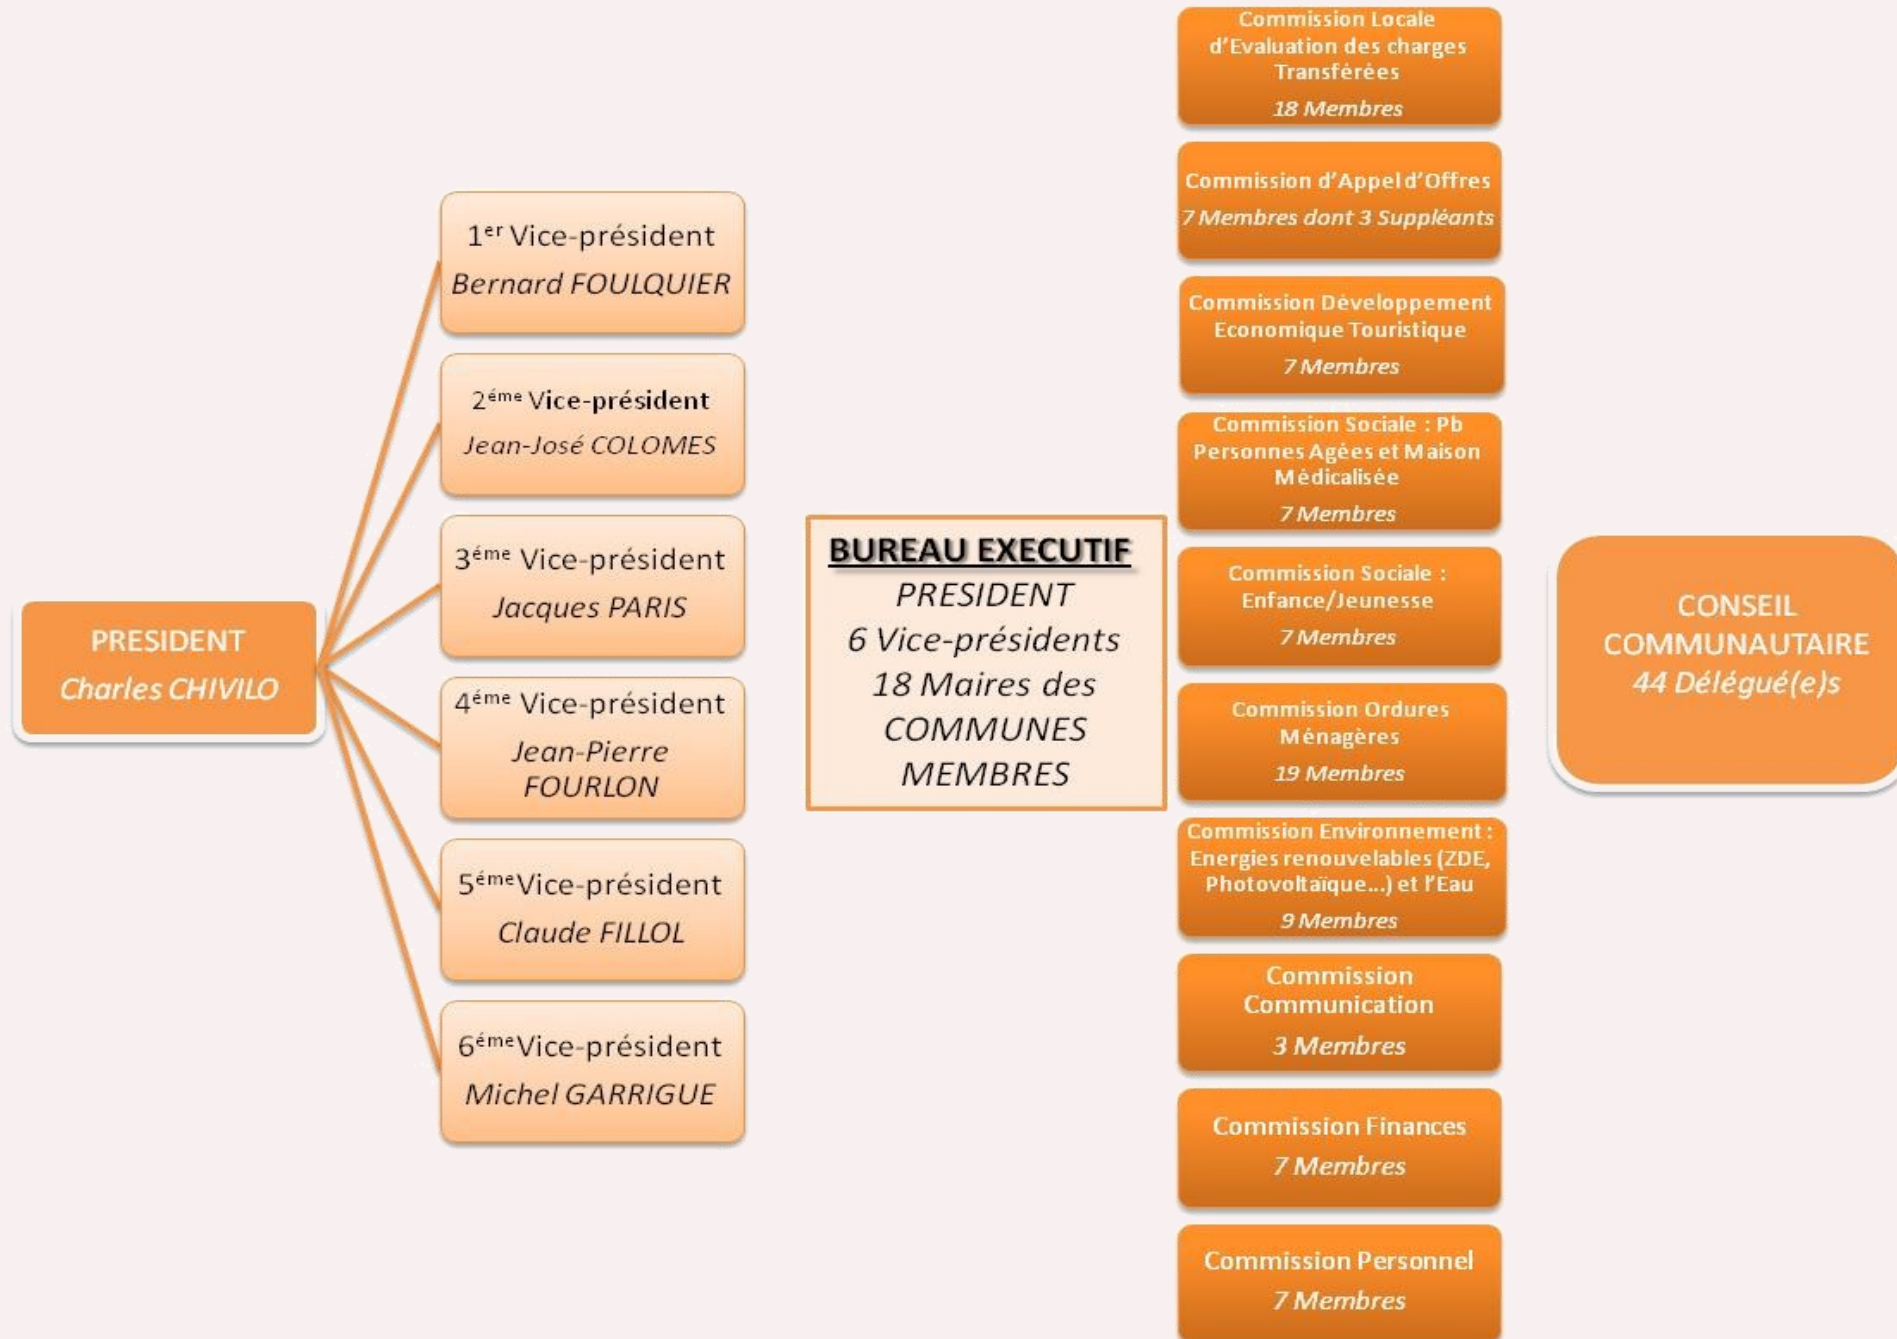 PRESIDENT
Charles CHIVILO
1er Vice-président
Bernard FOULQUIER
2éme Vice-président
Jean-José COLOMES
3éme Vice-président
Jacques PARIS
4éme Vice-président
Jean-Pierre
FOURLON
5éme Vice-président
Claude FILLOL
6éme Vice-président
Michel GARRIGUE
BUREAU EXECUTIF
PRESIDENT
6 Vice-présidents
18 Maires des
COMMUNES
MEMBRES
Commission Locale
d'Evaluation des charges
Transférées
18 Membres
Commission d'Appel d'Offres
7 Membres dont 3 Suppléants
Commission Développement
Economique Touristique
7 Membres
Commission Sociale : Pb
Personnes Agées et Maison
Médicalisée
7 Membres
Commission Sociale :
Enfance/Jeunesse
7 Membres
Commission Ordures
Ménagères
19 Membres
Commission Environnement :
Energies renouvelables (ZDE,
Photovoltaïque...) et l'Eau
9 Membres
Commission
Communication
3 Membres
Commission Finances
7 Membres
Commission Personnel
7 Membres
CONSEIL
COMMUNAUTAIRE
44 Délégué(e)s